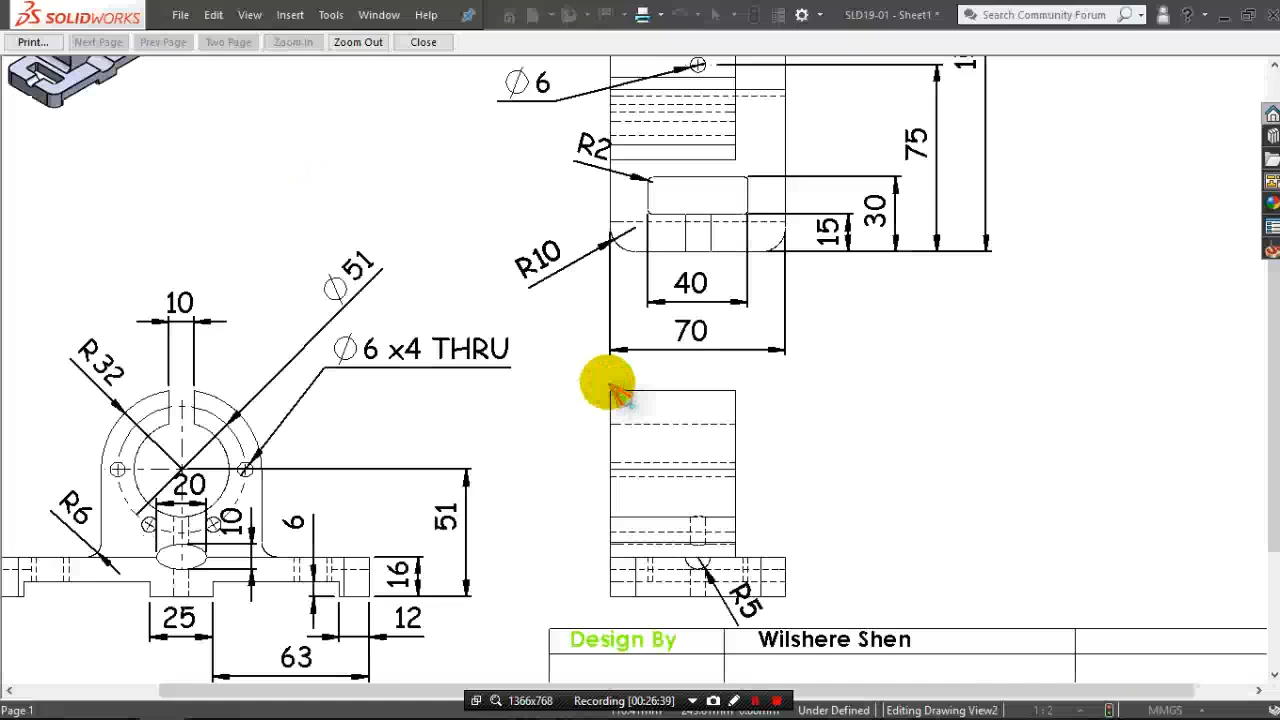 SOLIDWORKS
File Edit View Insert Tools Window Help
SLD19-01 - Sheet1 *
Search Community Forum
Print... Next Page Prev Page Two Page Zoom In Zoom Out Close
∅ 6
R2
75
30
15
R10
40
70
∅ 51
10
∅ 6 x4 THRU
R32
20
R6
10
6
51
16
25
12
63
R5
Design By Wilshere Shen
1366x768 Recording [00:26:39]
Page 1
Under Defined Editing Drawing View2 1 : 2 MMGS